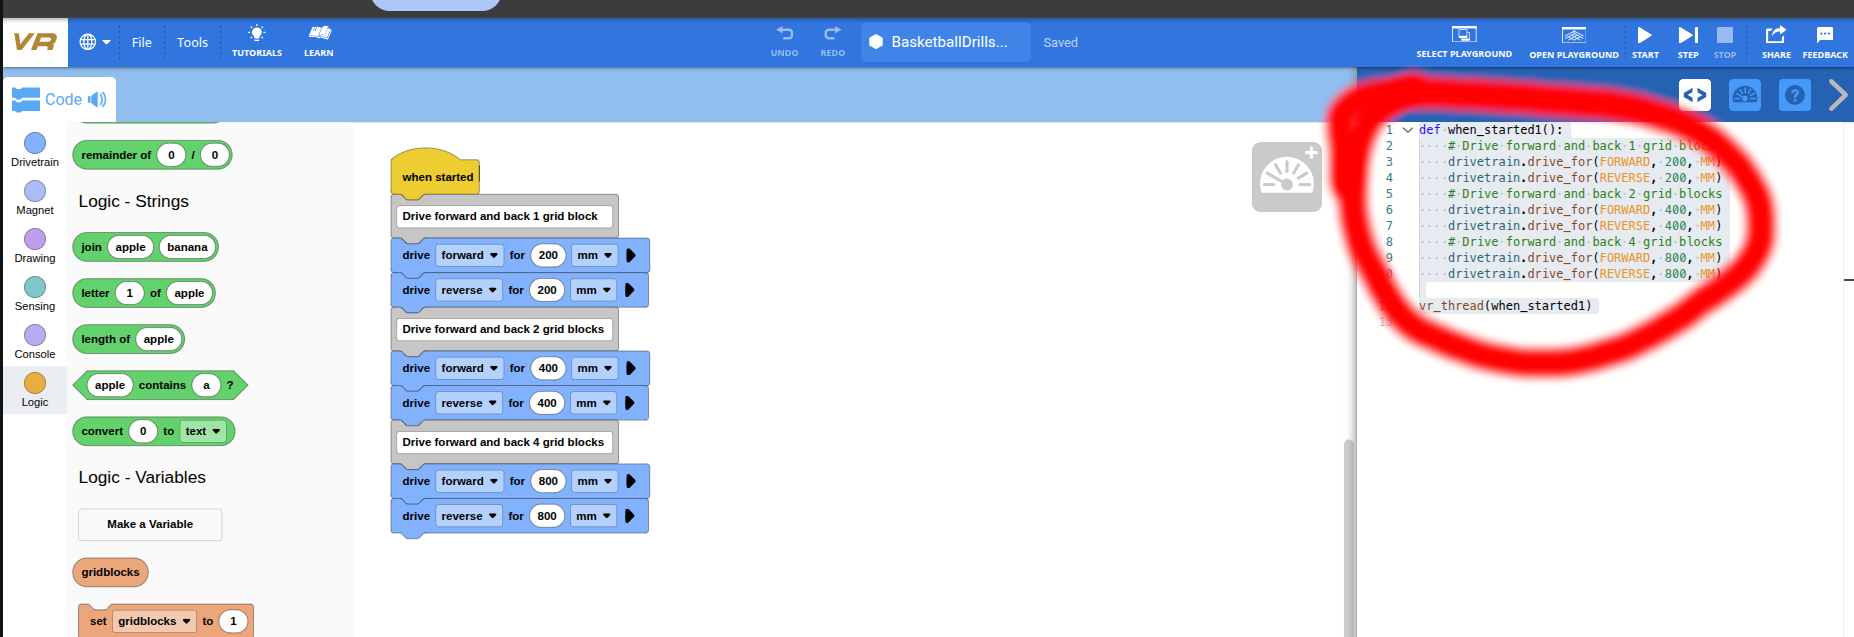 VR
File
Tools
TUTORIALS
LEARN
UNDO
REDO
BasketballDrills...
Saved
SELECT PLAYGROUND
OPEN PLAYGROUND
START
STEP
STOP
SHARE
FEEDBACK
Code
Drivetrain
Magnet
Drawing
Sensing
Console
Logic
remainder of 0 / 0
Logic - Strings
join apple banana
letter 1 of apple
length of apple
apple contains a ?
convert 0 to text
Logic - Variables
Make a Variable
gridblocks
set gridblocks to 1
when started
Drive forward and back 1 grid block
drive forward for 200 mm
drive reverse for 200 mm
Drive forward and back 2 grid blocks
drive forward for 400 mm
drive reverse for 400 mm
Drive forward and back 4 grid blocks
drive forward for 800 mm
drive reverse for 800 mm
<> ?
1 def when_started1():
2 # Drive forward and back 1 grid
3 drivetrain.drive_for(FORWARD, 200, MM)
4 drivetrain.drive_for(REVERSE, 200, MM)
5 # Drive forward and back 2 grid blocks
6 drivetrain.drive_for(FORWARD, 400, MM)
7 drivetrain.drive_for(REVERSE, 400, MM)
8 # Drive forward and back 4 grid blocks
9 drivetrain.drive_for(FORWARD, 800, MM)
drivetrain.drive_for(REVERSE, 800, MM)
vr_thread(when_started1)